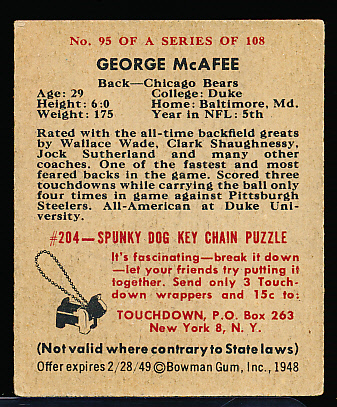 No. 95 OF A SERIES OF 108
GEORGE McAFEE
Back—Chicago Bears
Age: 29 College: Duke
Height: 6:0 Home: Baltimore, Md.
Weight: 175 Year in NFL: 5th
Rated with the all-time backfield greats
by Wallace Wade, Clark Shaughnessy,
Jock Sutherland and many other
coaches. One of the fastest and most
feared backs in the game. Scored three
touchdowns while carrying the ball only
four times in game against Pittsburgh
Steelers. All-American at Duke Uni-
versity.
#204—SPUNKY DOG KEY CHAIN PUZZLE
It's fascinating—break it down
—let your friends try putting it
together. Send only 3 Touch-
down wrappers and 15c to:
TOUCHDOWN, P.O. Box 263
New York 8, N. Y.
(Not valid where contrary to State laws)
Offer expires 2/28/49 ©Bowman Gum, Inc., 1948